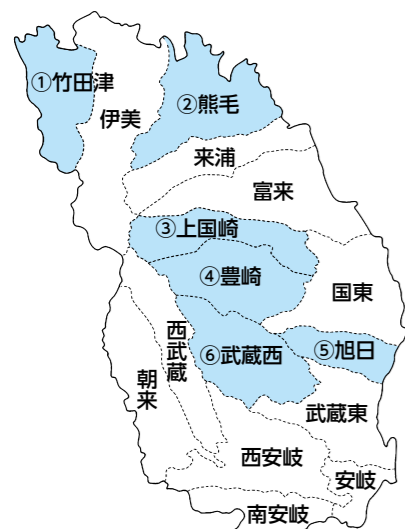 ①竹田津
伊美
②熊毛
来浦
富来
③上国崎
④豊崎
国東
西武蔵
⑥武蔵西
⑤旭日
朝来
武蔵東
西安岐
安岐
南安岐